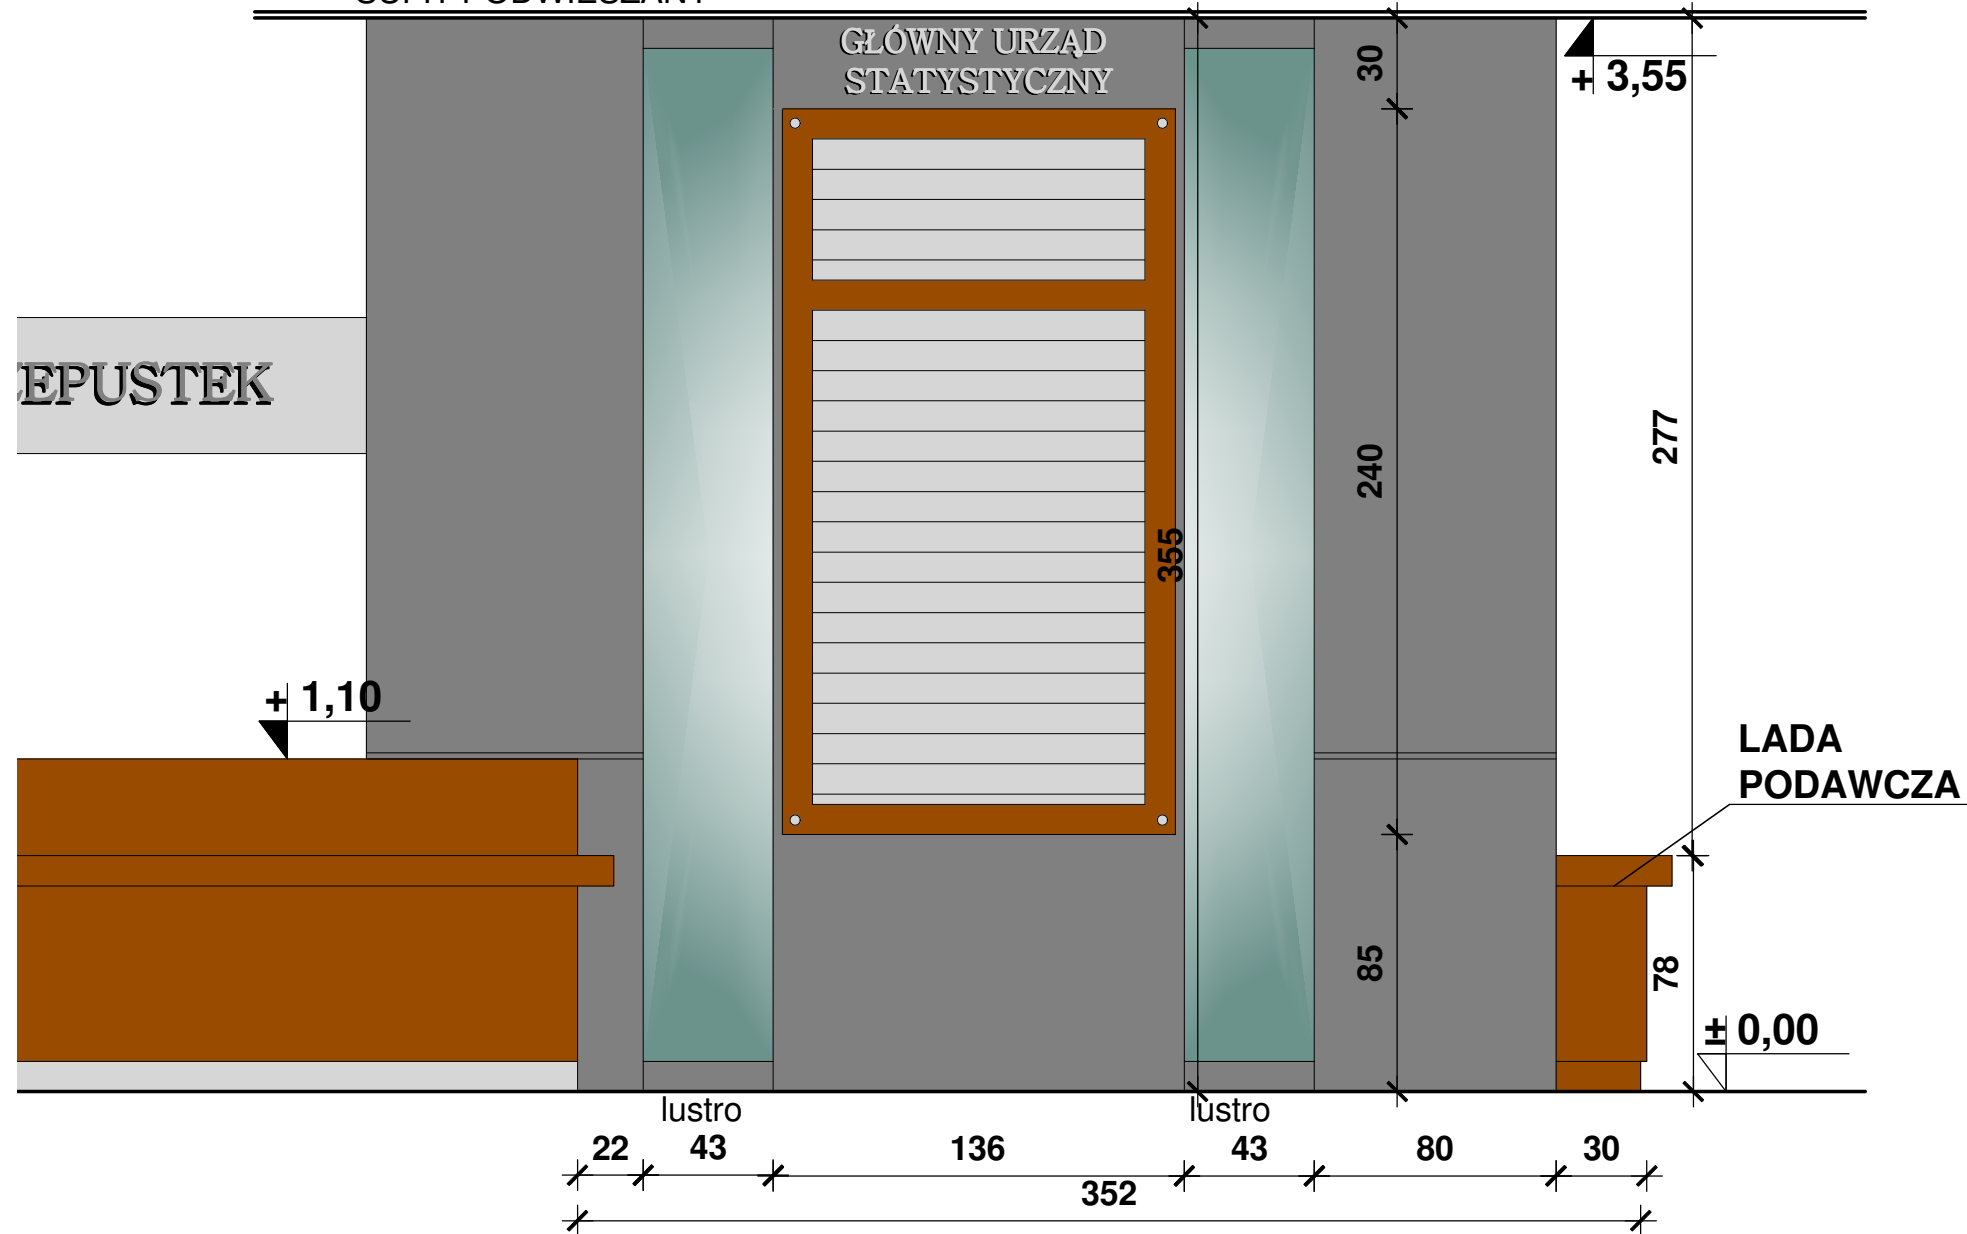 GŁÓWNY URZĄD
STATYSTYCZNY
30
+ 3,55
EPUSTEK
277
240
355
+ 1,10
LADA
PODAWCZA
85
78
± 0,00
lustro
lustro
22 43 136 43 80 30
352